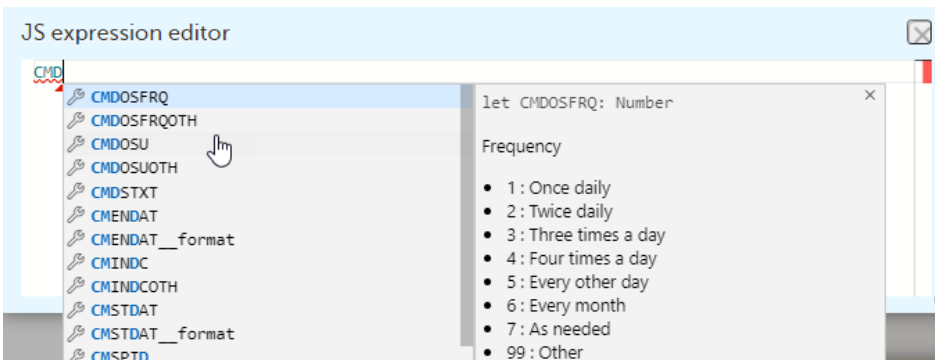 JS expression editor
CMD
CMDOSFRQ
CMDOSFRQOTH
CMDOSU
CMDOSUOTH
CMDSTXT
CMENDAT
CMENDAT__format
CMINDC
CMINDCOTH
CMSTDAT
CMSTDAT__format
CMSPID
let CMDOSFRQ: Number
Frequency
1 : Once daily
2 : Twice daily
3 : Three times a day
4 : Four times a day
5 : Every other day
6 : Every month
7 : As needed
99 : Other